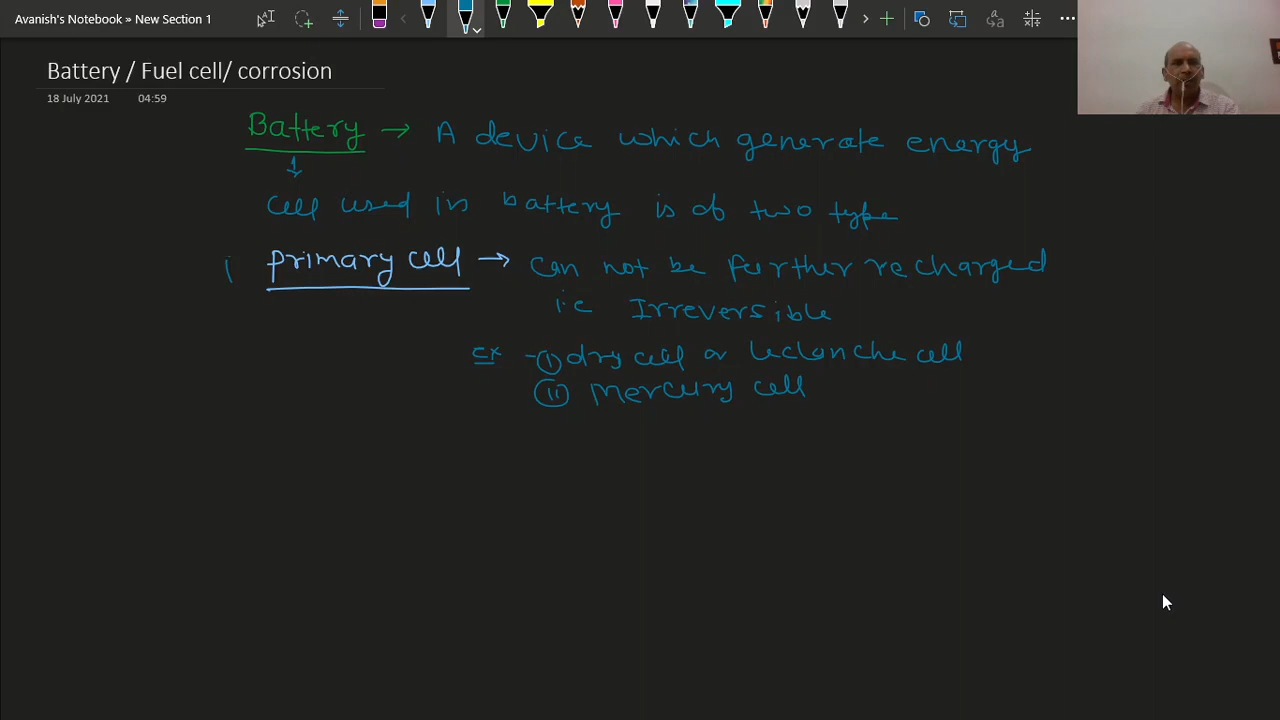 Avanish's Notebook » New Section 1
Battery / Fuel cell/ corrosion
18 July 2021 04:59
Battery → A device which generate energy
↓
Cell used in battery is of two type
i primary cell → can not be further recharged
i.e Irreversible
Ex -(i) dry cell or leclanche cell
(ii) Mercury cell